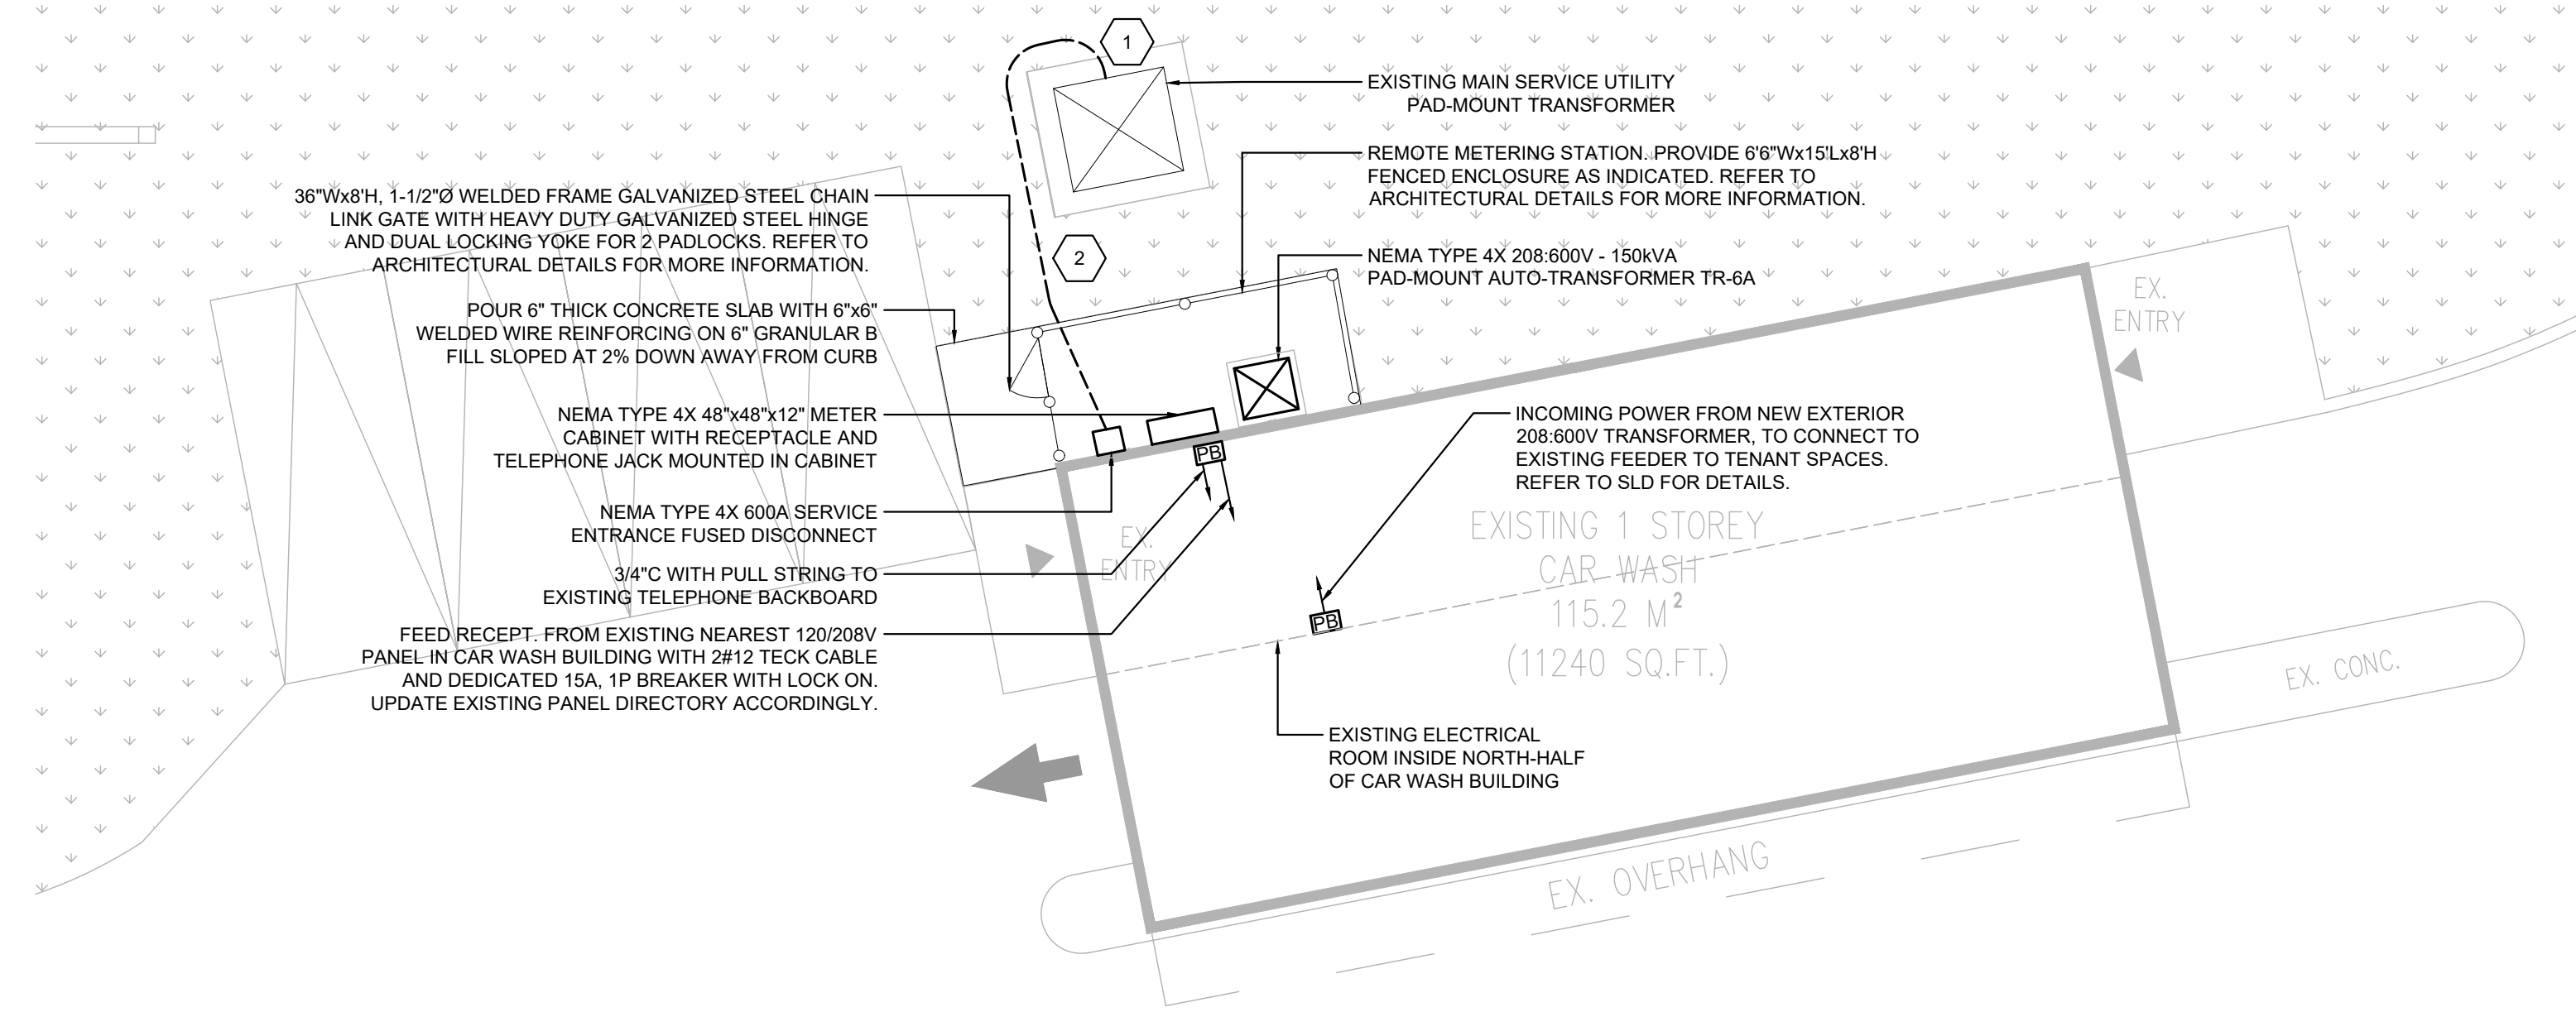 1
EXISTING MAIN SERVICE UTILITY
PAD-MOUNT TRANSFORMER
REMOTE METERING STATION. PROVIDE 6'6"Wx15'Lx8'H
FENCED ENCLOSURE AS INDICATED. REFER TO
ARCHITECTURAL DETAILS FOR MORE INFORMATION.
36"Wx8'H, 1-1/2"Ø WELDED FRAME GALVANIZED STEEL CHAIN
LINK GATE WITH HEAVY DUTY GALVANIZED STEEL HINGE
AND DUAL LOCKING YOKE FOR 2 PADLOCKS. REFER TO
ARCHITECTURAL DETAILS FOR MORE INFORMATION.
2
NEMA TYPE 4X 208:600V - 150kVA
PAD-MOUNT AUTO-TRANSFORMER TR-6A
POUR 6" THICK CONCRETE SLAB WITH 6"x6"
WELDED WIRE REINFORCING ON 6" GRANULAR B
FILL SLOPED AT 2% DOWN AWAY FROM CURB
EX.
ENTRY
NEMA TYPE 4X 48"x48"x12" METER
CABINET WITH RECEPTACLE AND
TELEPHONE JACK MOUNTED IN CABINET
PB
INCOMING POWER FROM NEW EXTERIOR
208:600V TRANSFORMER, TO CONNECT TO
EXISTING FEEDER TO TENANT SPACES.
REFER TO SLD FOR DETAILS.
NEMA TYPE 4X 600A SERVICE
ENTRANCE FUSED DISCONNECT
EX.
ENTRY
EXISTING 1 STOREY
CAR WASH
115.2 M²
(11240 SQ.FT.)
3/4"C WITH PULL STRING TO
EXISTING TELEPHONE BACKBOARD
PB
FEED RECEPT. FROM EXISTING NEAREST 120/208V
PANEL IN CAR WASH BUILDING WITH 2#12 TECK CABLE
AND DEDICATED 15A, 1P BREAKER WITH LOCK ON.
UPDATE EXISTING PANEL DIRECTORY ACCORDINGLY.
EX. CONC.
EXISTING ELECTRICAL
ROOM INSIDE NORTH-HALF
OF CAR WASH BUILDING
EX. OVERHANG